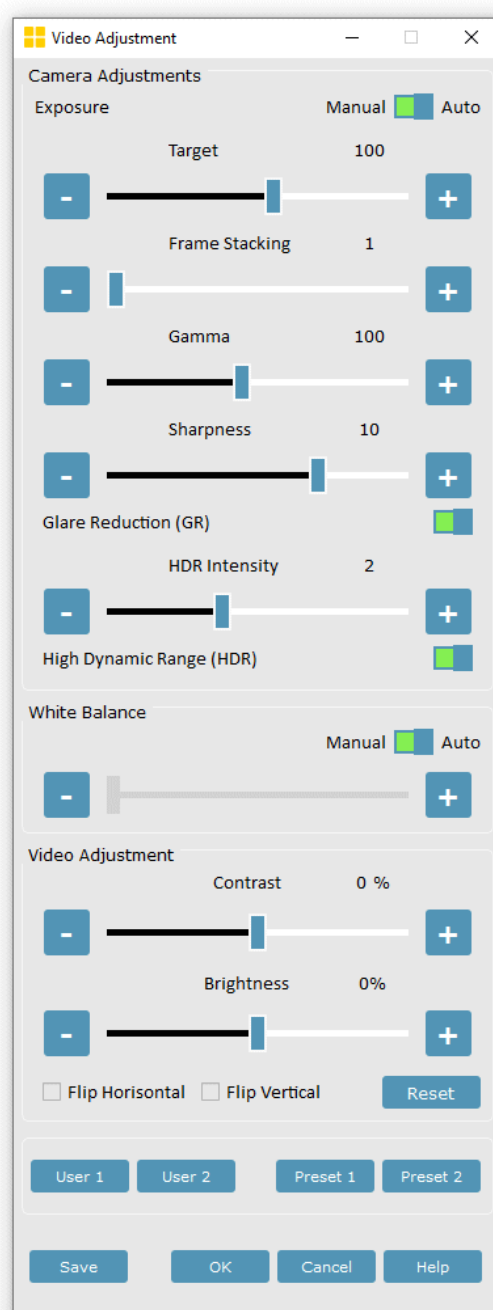 Video Adjustment
Camera Adjustments
Exposure Manual Auto
Target 100
- +
Frame Stacking 1
- +
Gamma 100
- +
Sharpness 10
- +
Glare Reduction (GR)
HDR Intensity 2
- +
High Dynamic Range (HDR)
White Balance
Manual Auto
- +
Video Adjustment
Contrast 0 %
- +
Brightness 0%
- +
Flip Horisontal Flip Vertical Reset
User 1 User 2 Preset 1 Preset 2
Save OK Cancel Help